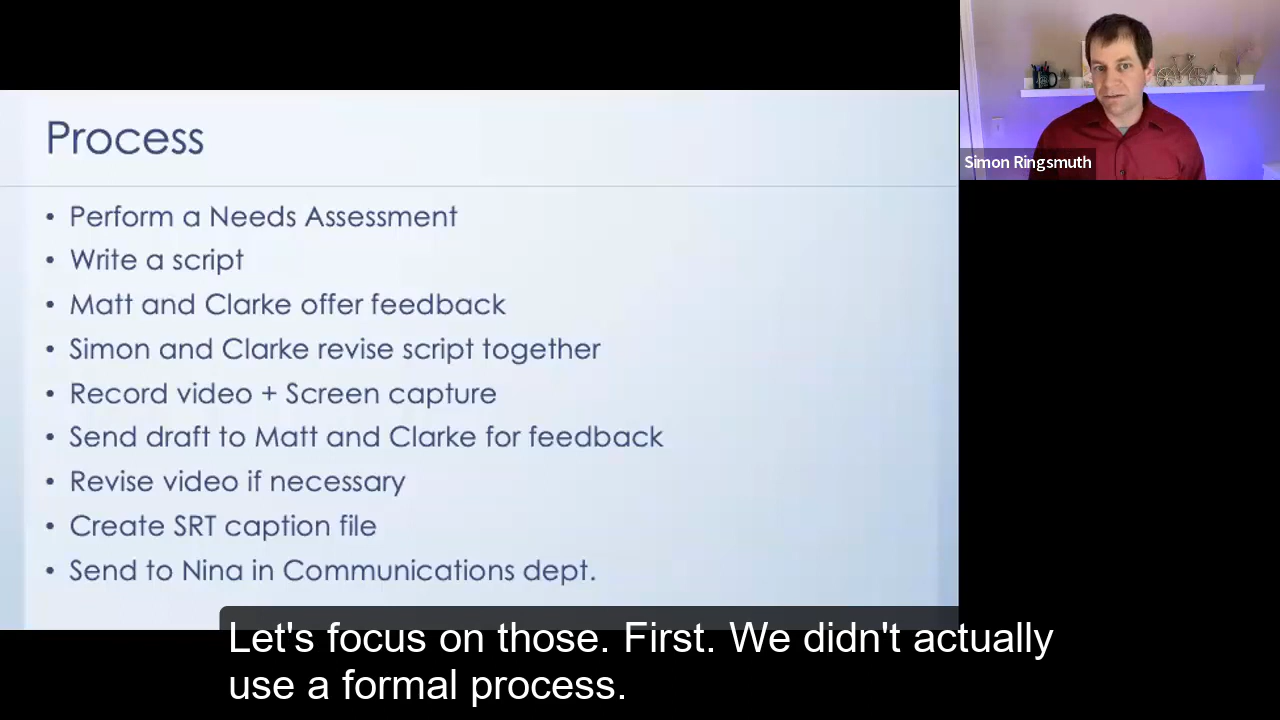 Process
• Perform a Needs Assessment
• Write a script
• Matt and Clarke offer feedback
• Simon and Clarke revise script together
• Record video + Screen capture
• Send draft to Matt and Clarke for feedback
• Revise video if necessary
• Create SRT caption file
• Send to Nina in Communications dept.
Simon Ringsmuth
Let's focus on those. First. We didn't actually
use a formal process.